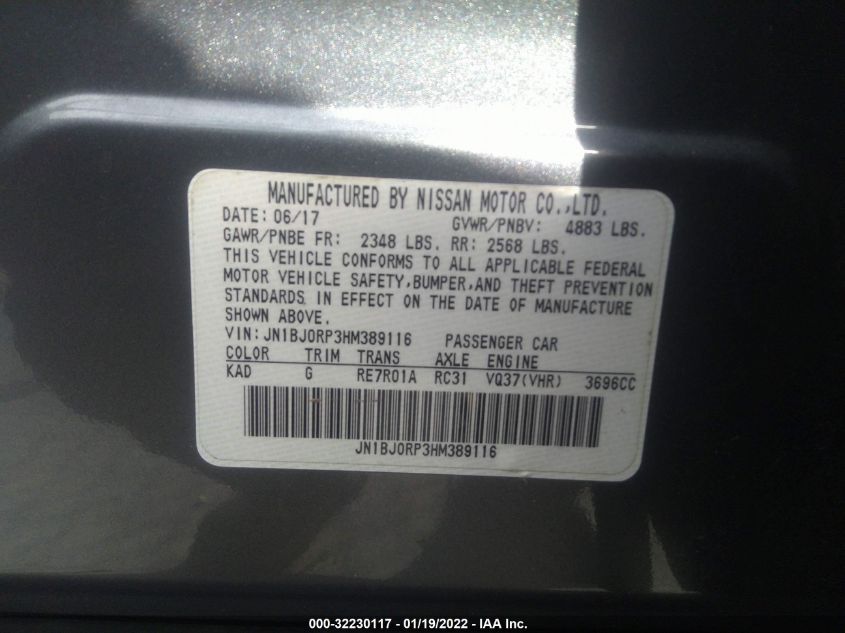 MANUFACTURED BY NISSAN MOTOR CO.,LTD.
DATE: 06/17 GVWR/PNBV: 4883 LBS.
GAWR/PNBE FR: 2348 LBS. RR: 2568 LBS.
THIS VEHICLE CONFORMS TO ALL APPLICABLE FEDERAL
MOTOR VEHICLE SAFETY,BUMPER,AND THEFT PREVENTION
STANDARDS IN EFFECT ON THE DATE OF MANUFACTURE
SHOWN ABOVE.
VIN:JN1BJ0RP3HM389116 PASSENGER CAR
COLOR TRIM TRANS AXLE ENGINE
KAD G RE7R01A RC31 VQ37(VHR) 3696CC
JN1BJ0RP3HM389116
000-32230117 - 01/19/2022 - IAA Inc.